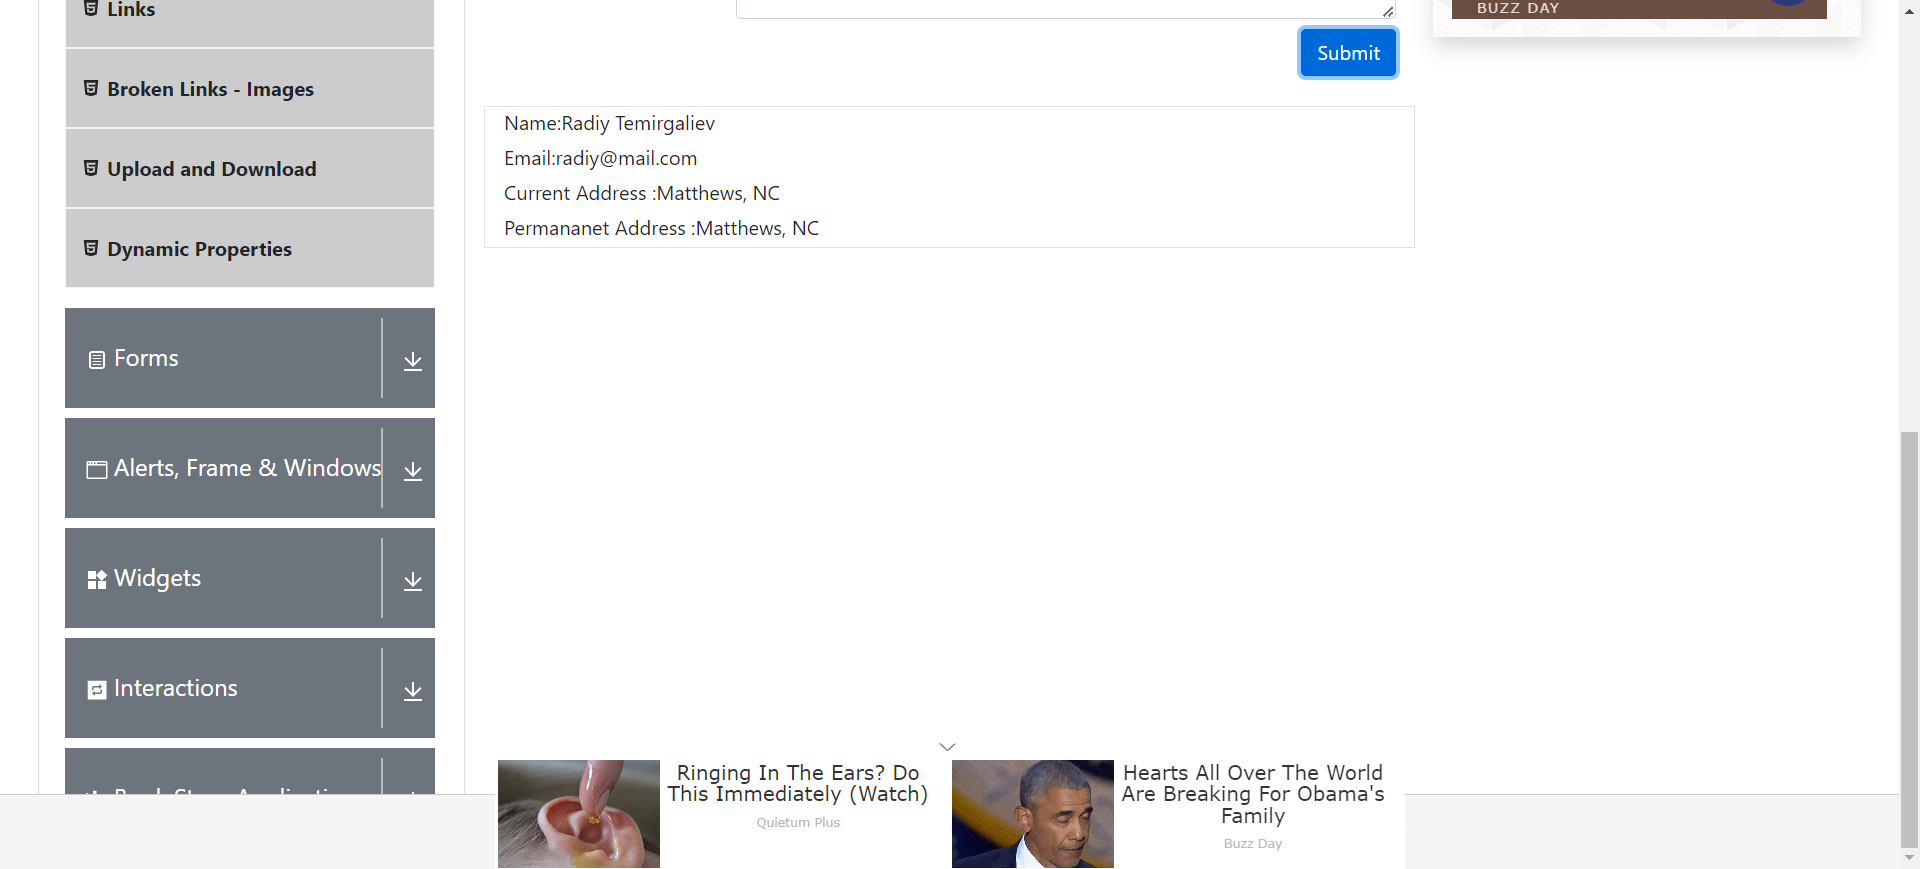 Links
Broken Links - Images
Upload and Download
Dynamic Properties
Forms
Alerts, Frame & Windows
Widgets
Interactions
BUZZ DAY
Submit
Name:Radiy Temirgaliev
Email:radiy@mail.com
Current Address :Matthews, NC
Permananet Address :Matthews, NC
Ringing In The Ears? Do
This Immediately (Watch)
Quietum Plus
Hearts All Over The World
Are Breaking For Obama's
Family
Buzz Day